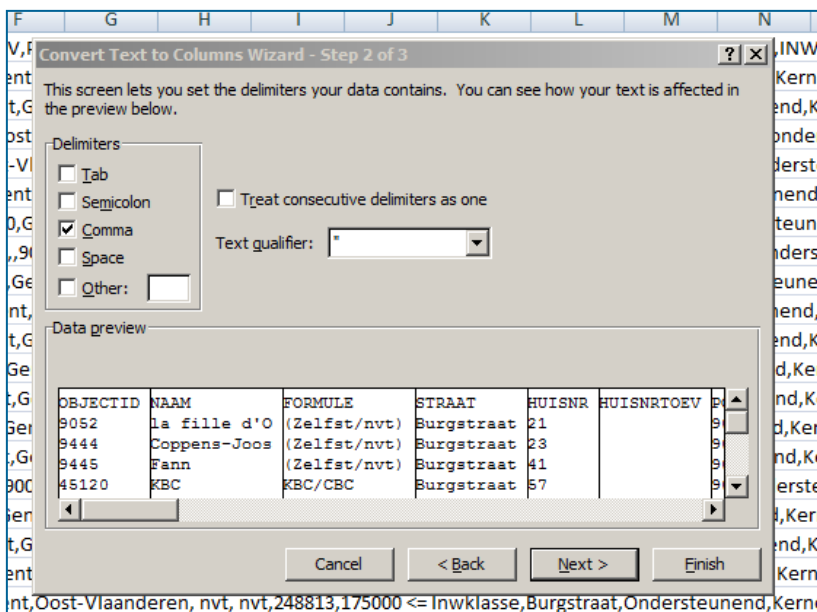 F G H I J K L M N
Convert Text to Columns Wizard - Step 2 of 3
This screen lets you set the delimiters your data contains. You can see how your text is affected in
the preview below.
Delimiters
Tab
Semicolon
Comma
Space
Other:
Treat consecutive delimiters as one
Text qualifier: "
Data preview
OBJECTID NAAM FORMULE STRAAT HUISNR HUISNRTOEV
9052 la fille d'O (Zelfst/nvt) Burgstraat 21
9444 Coppens-Joos (Zelfst/nvt) Burgstraat 23
9445 Fann (Zelfst/nvt) Burgstraat 41
45120 KBC KBC/CBC Burgstraat 57
Cancel < Back Next > Finish
ent,Oost-Vlaanderen, nvt, nvt,248813,175000 <= Inwklasse,Burgstraat,Ondersteunend,Kerne